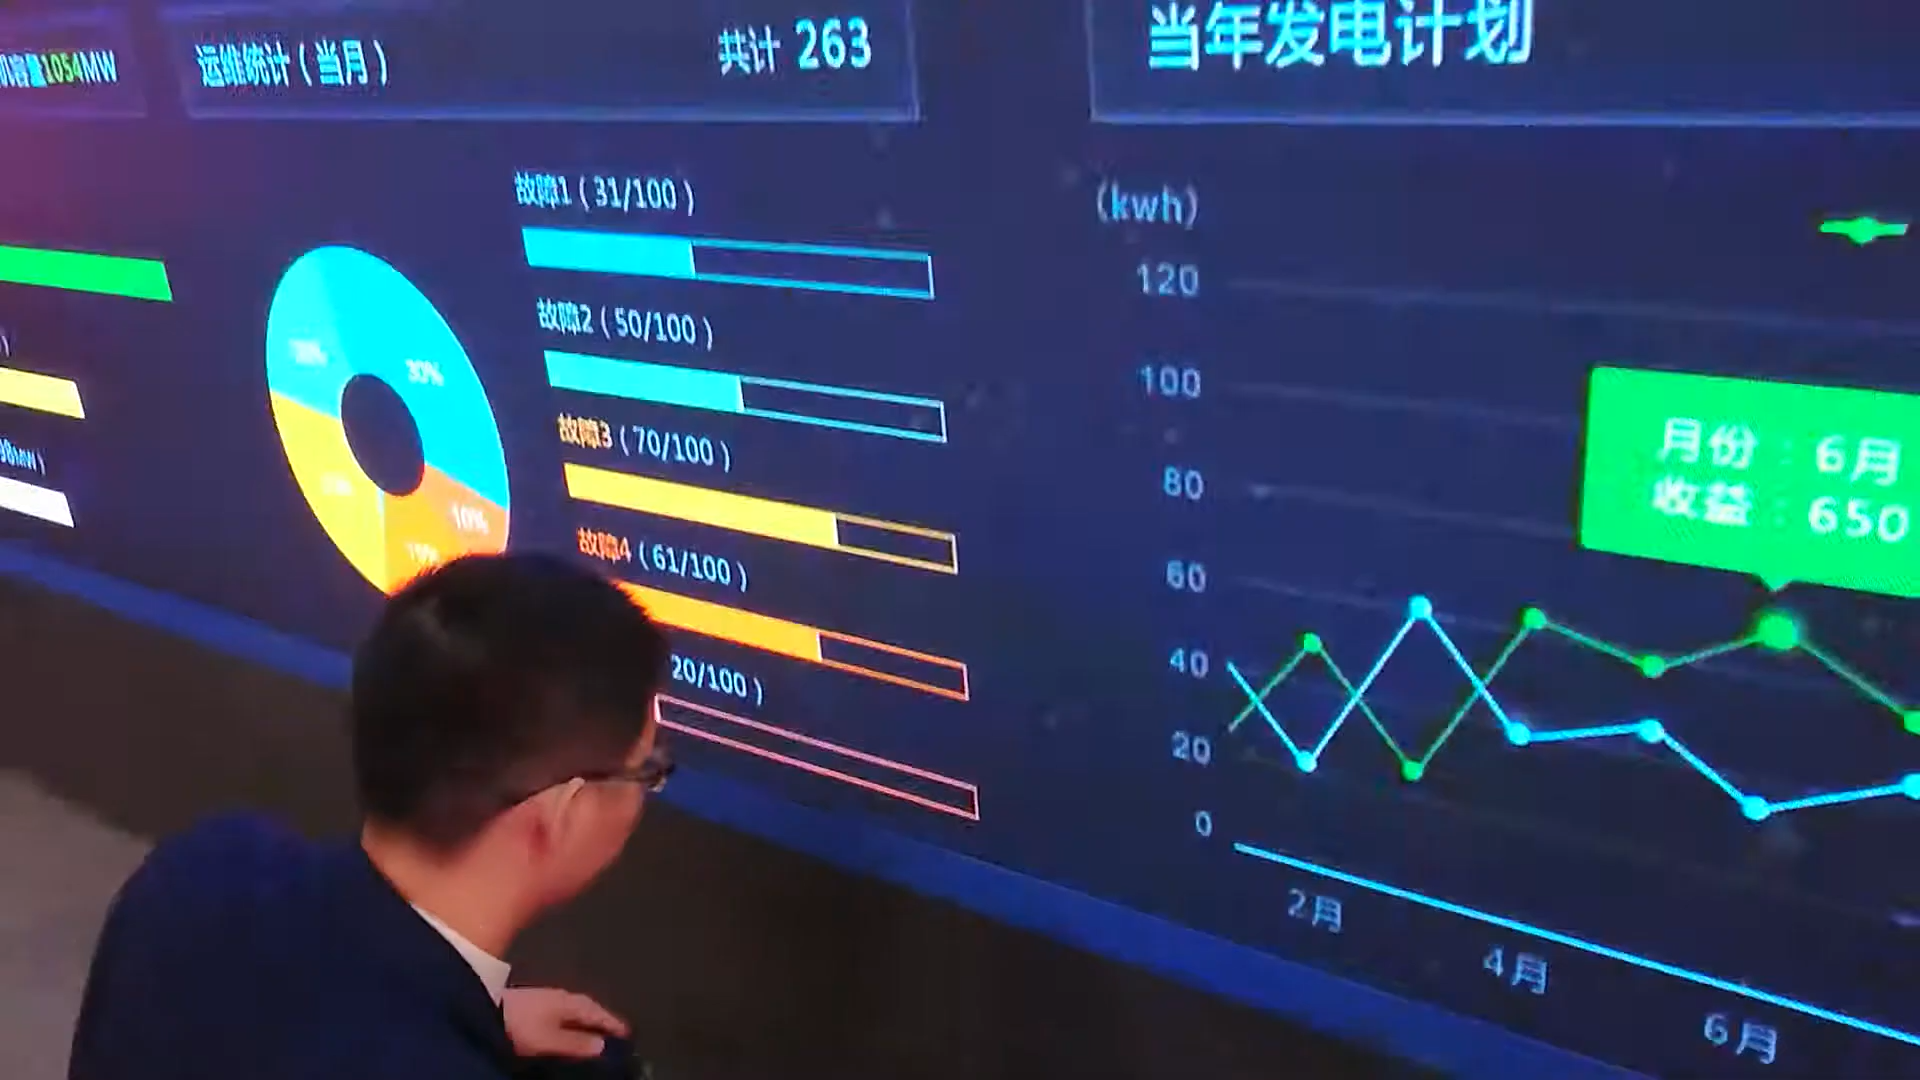 机容量1054MW
运维统计（当月）
共计 263
当年发电计划
故障1（31/100）
故障2（50/100）
故障3（70/100）
故障4（61/100）
20/100）
30%
10%
98MW）
（kwh）
120
100
80
60
40
20
0
月份：6月
收益：650
2月
4月
6月